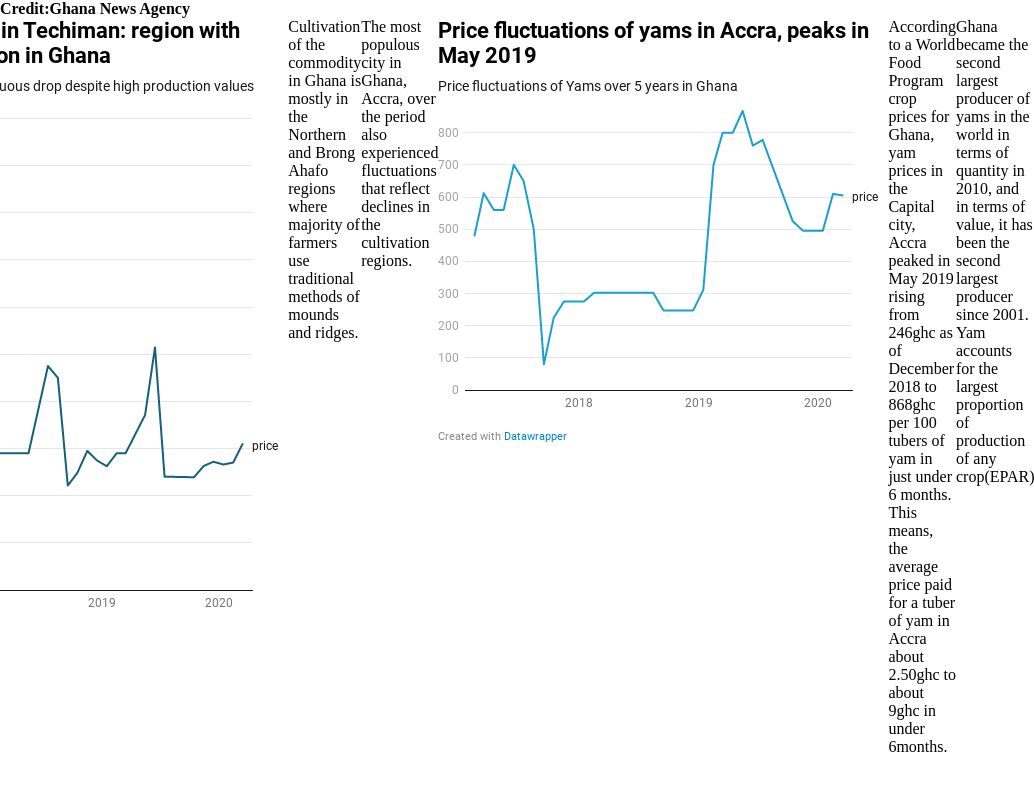 Credit:Ghana News Agency
in Techiman: region with
on in Ghana
uous drop despite high production values
price
2019
2020
Cultivation
of the
commodity
in Ghana is
mostly in
the
Northern
and Brong
Ahafo
regions
where
majority of
farmers
use
traditional
methods of
mounds
and ridges.
The most
populous
city in
Ghana,
Accra, over
the period
also
experienced
fluctuations
that reflect
declines in
the
cultivation
regions.
Price fluctuations of yams in Accra, peaks in
May 2019
Price fluctuations of Yams over 5 years in Ghana
800
700
600
500
400
300
200
100
0
price
2018
2019
2020
Created with Datawrapper
According
to a World
Food
Program
crop
prices for
Ghana,
yam
prices in
the
Capital
city,
Accra
peaked in
May 2019
rising
from
246ghc as
of
December
2018 to
868ghc
per 100
tubers of
yam in
just under
6 months.
This
means,
the
average
price paid
for a tuber
of yam in
Accra
about
2.50ghc to
about
9ghc in
under
6months.
Ghana
became the
second
largest
producer of
yams in the
world in
terms of
quantity in
2010, and
in terms of
value, it has
been the
second
largest
producer
since 2001.
Yam
accounts
for the
largest
proportion
of
production
of any
crop(EPAR)